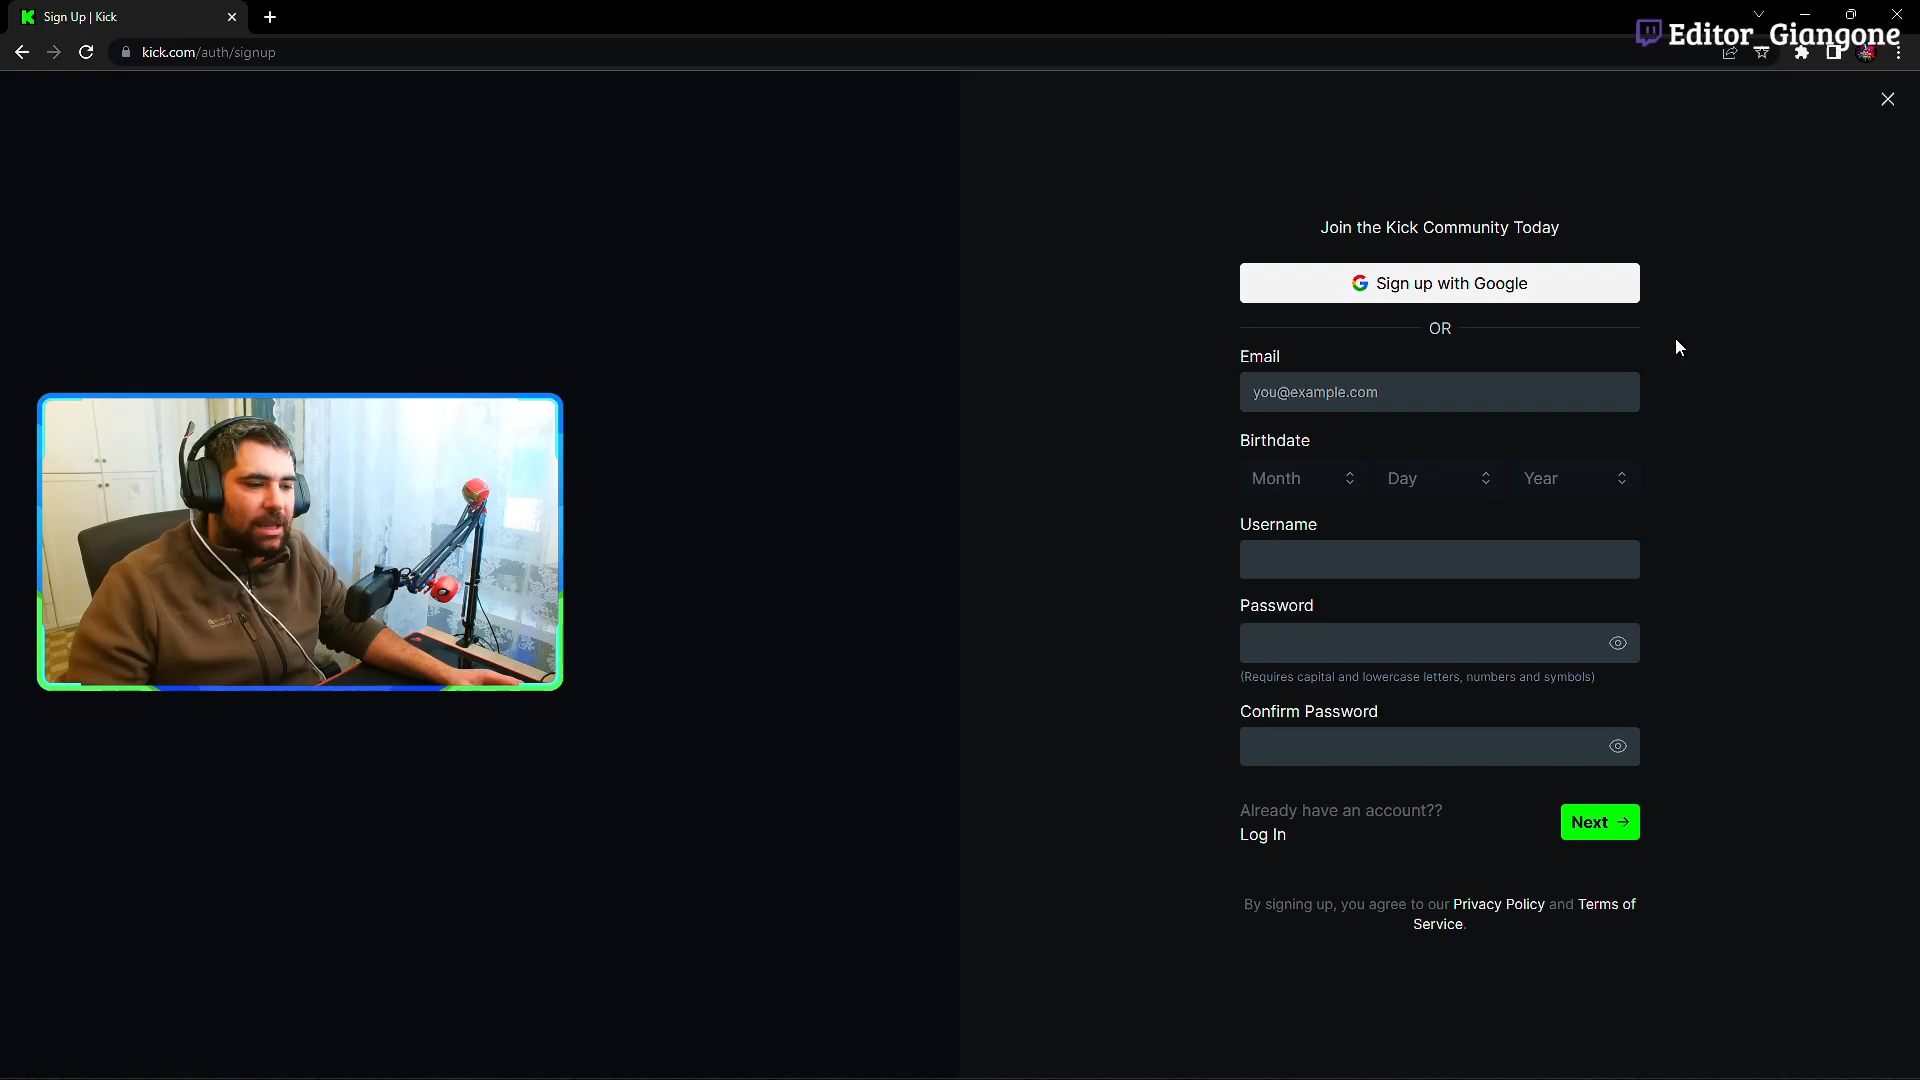 Sign Up | Kick
kick.com/auth/signup
Editor_Giangone
Join the Kick Community Today
Sign up with Google
OR
Email
you@example.com
Birthdate
Month Day Year
Username
Password
(Requires capital and lowercase letters, numbers and symbols)
Confirm Password
Already have an account??
Log In
Next →
By signing up, you agree to our Privacy Policy and Terms of
Service.